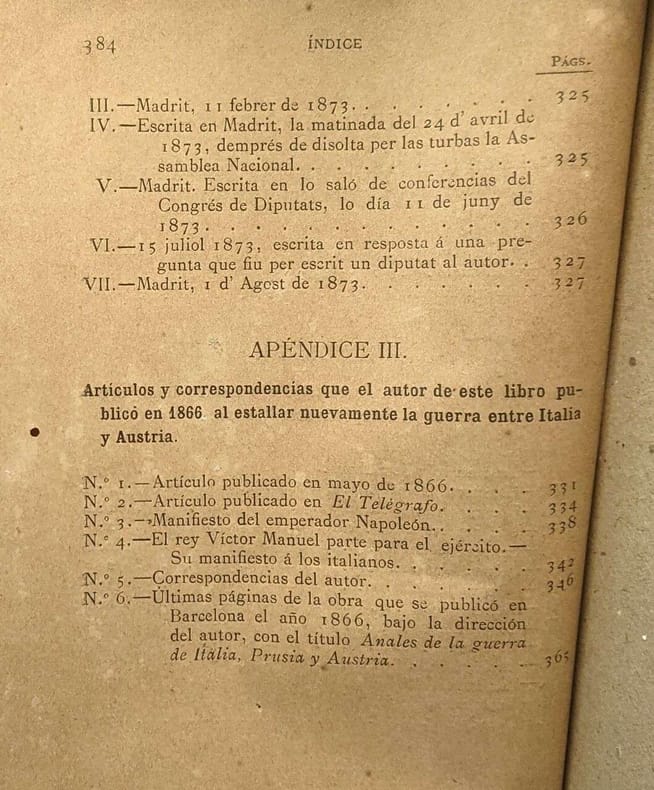 384 ÍNDICE
PÁGS.
III.—Madrit, 11 febrer de 1873. . . . . . . . 325
IV.—Escrita en Madrit, la matinada del 24 d' avril de
1873, demprés de disolta per las turbas la As-
samblea Nacional. . . . . . . . . . 325
V.—Madrit. Escrita en lo saló de conferencias del
Congrés de Diputats, lo día 11 de juny de
1873. . . . . . . . . . . . . . 326
VI.—15 juliol 1873, escrita en resposta á una pre-
gunta que fiu per escrit un diputat al autor. . 327
VII.—Madrit, 1 d' Agost de 1873. . . . . . . 327
APÉNDICE III.
Artículos y correspondencias que el autor de este libro pu-
blicó en 1866 al estallar nuevamente la guerra entre Italia
y Austria.
N.º 1.—Artículo publicado en mayo de 1866. . . . 331
N.º 2.—Artículo publicado en El Telégrafo. . . . . 334
N.º 3.—Manifiesto del emperador Napoleón. . . . . 338
N.º 4.—El rey Víctor Manuel parte para el ejército.—
Su manifiesto á los italianos. . . . . . 342
N.º 5.—Correspondencias del autor. . . . . . . 346
N.º 6.—Últimas páginas de la obra que se publicó en
Barcelona el año 1866, bajo la dirección
del autor, con el título Anales de la guerra
de Italia, Prusia y Austria. . . . . . 365